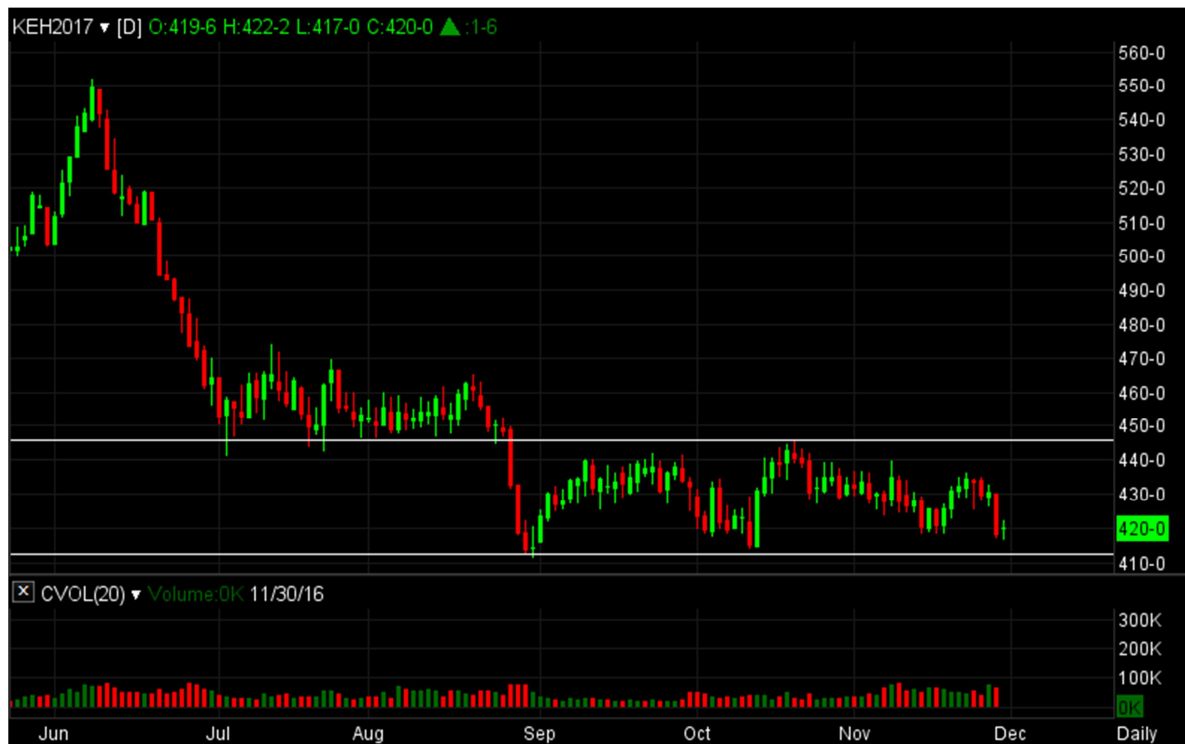 KEH2017 ▼ [D] O:419-6 H:422-2 L:417-0 C:420-0 ▲ :1-6
560-0
550-0
540-0
530-0
520-0
510-0
500-0
490-0
480-0
470-0
460-0
450-0
440-0
430-0
420-0
410-0
X CVOL(20) ▼ Volume:0K 11/30/16
300K
200K
100K
0K
Jun Jul Aug Sep Oct Nov Dec Daily